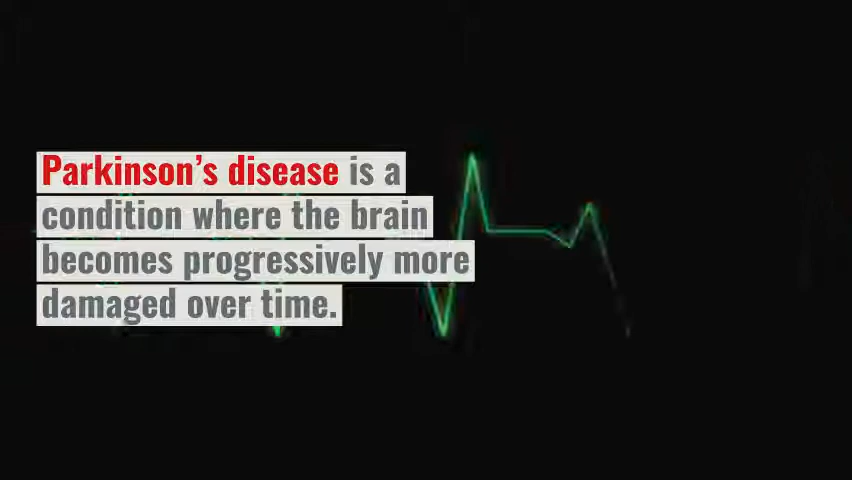 Parkinson’s disease is a
condition where the brain
becomes progressively more
damaged over time.